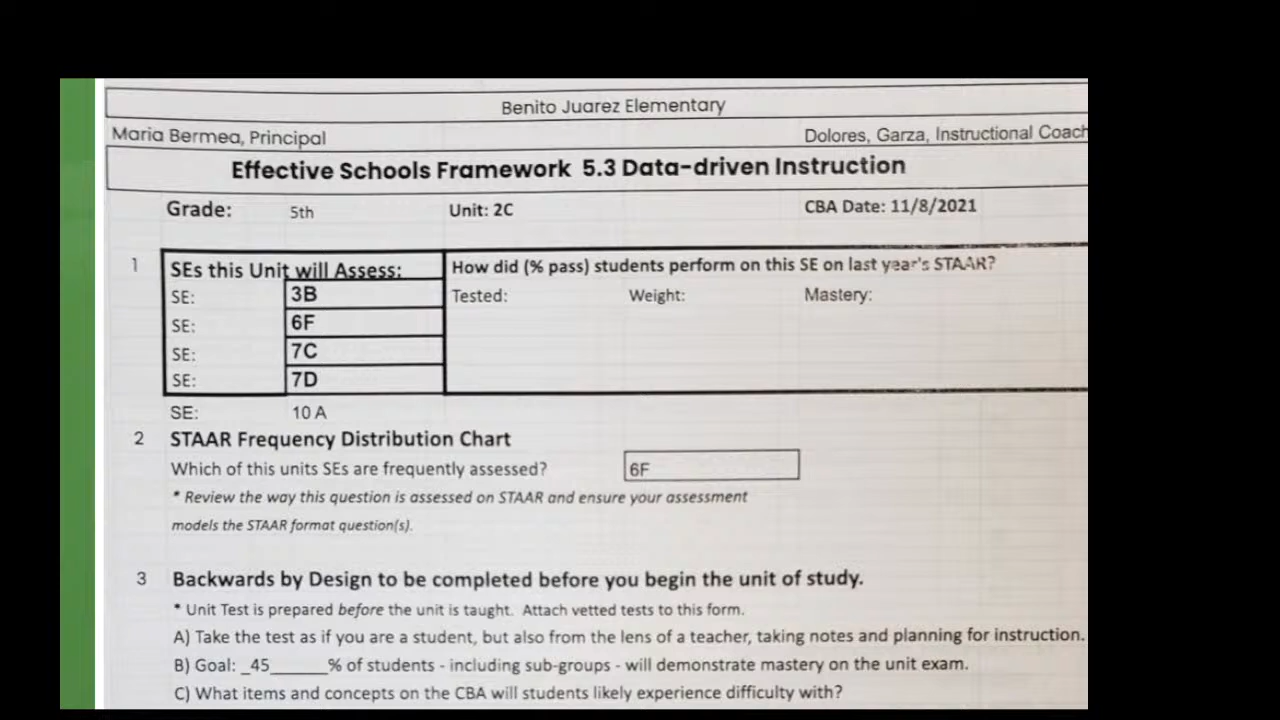 Benito Juarez Elementary
Maria Bermea, Principal Dolores, Garza, Instructional Coach
Effective Schools Framework 5.3 Data-driven Instruction
Grade: 5th Unit: 2C CBA Date: 11/8/2021
1 SEs this Unit will Assess: How did (% pass) students perform on this SE on last year's STAAR?
SE: 3B Tested: Weight: Mastery:
SE: 6F
SE: 7C
SE: 7D
SE: 10 A
2 STAAR Frequency Distribution Chart
Which of this units SEs are frequently assessed? 6F
* Review the way this question is assessed on STAAR and ensure your assessment
models the STAAR format question(s).
3 Backwards by Design to be completed before you begin the unit of study.
* Unit Test is prepared before the unit is taught. Attach vetted tests to this form.
A) Take the test as if you are a student, but also from the lens of a teacher, taking notes and planning for instruction.
B) Goal: _45______% of students - including sub-groups - will demonstrate mastery on the unit exam.
C) What items and concepts on the CBA will students likely experience difficulty with?